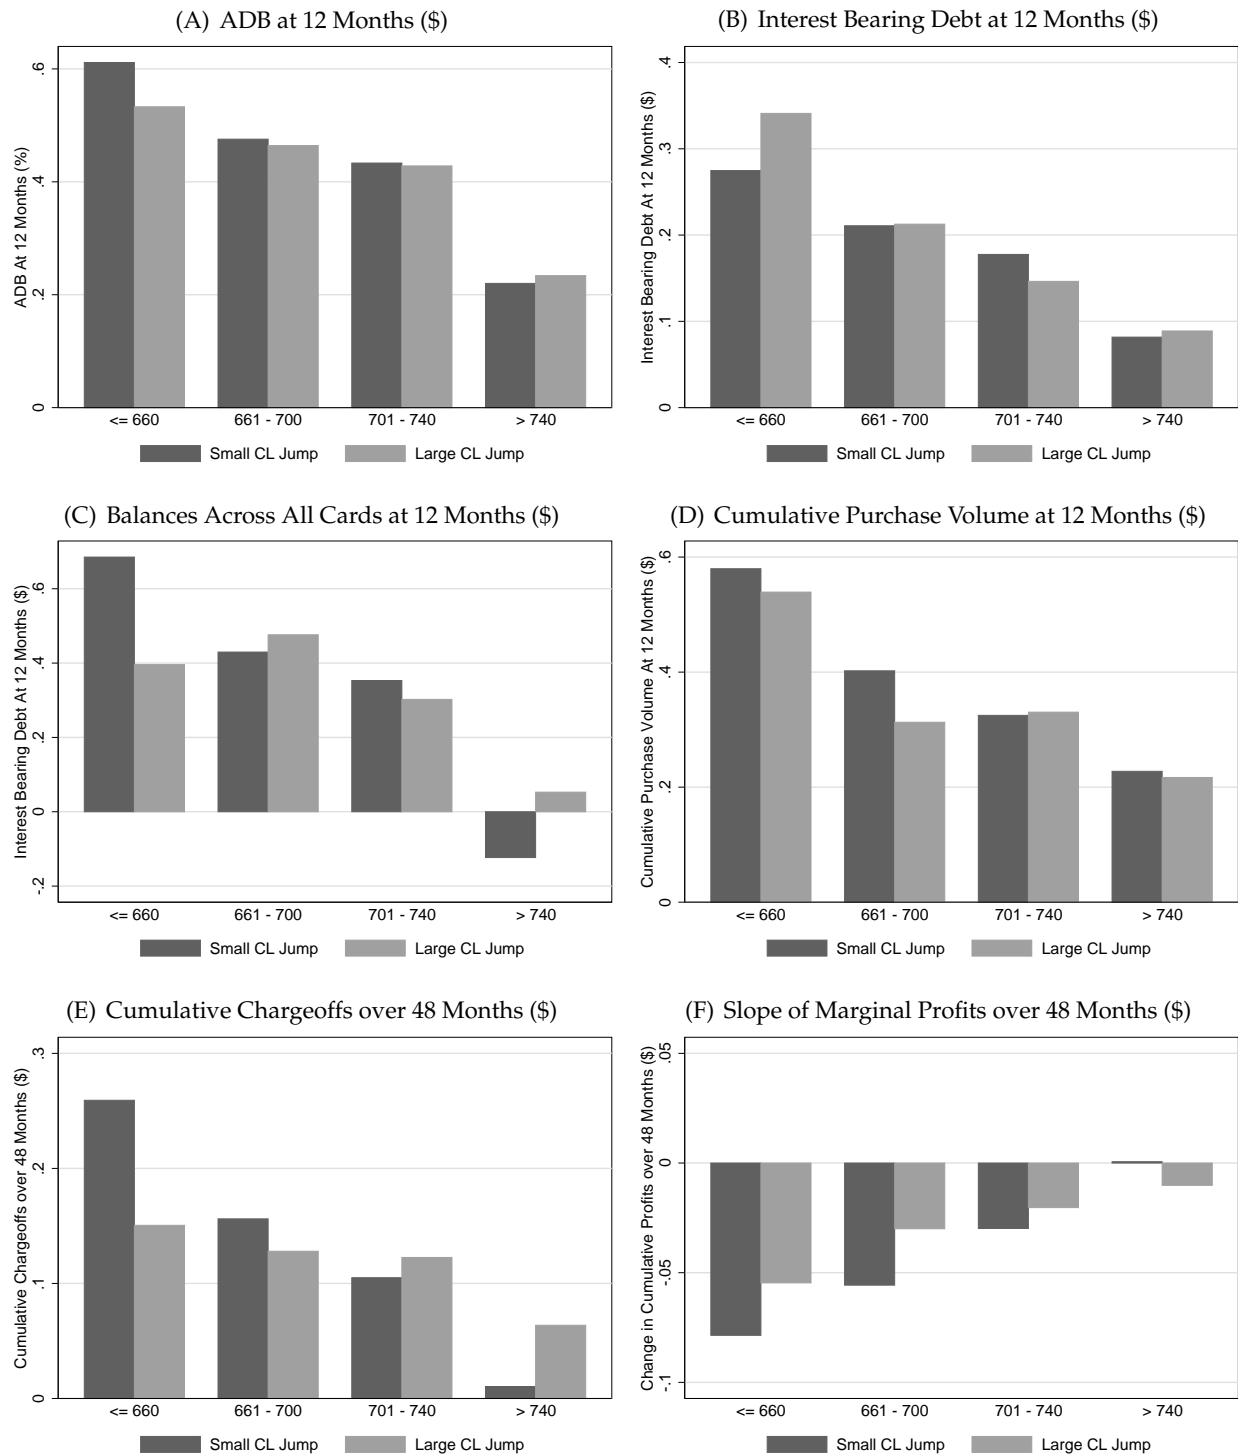 (A) ADB at 12 Months ($)
ADB At 12 Months (%)
.6
.4
.2
0
<= 660 661 - 700 701 - 740 > 740
Small CL Jump Large CL Jump
(B) Interest Bearing Debt at 12 Months ($)
Interest Bearing Debt At 12 Months ($)
.4
.3
.2
.1
0
<= 660 661 - 700 701 - 740 > 740
Small CL Jump Large CL Jump
(C) Balances Across All Cards at 12 Months ($)
Interest Bearing Debt At 12 Months ($)
.6
.4
.2
0
-.2
<= 660 661 - 700 701 - 740 > 740
Small CL Jump Large CL Jump
(D) Cumulative Purchase Volume at 12 Months ($)
Cumulative Purchase Volume At 12 Months ($)
.6
.4
.2
0
<= 660 661 - 700 701 - 740 > 740
Small CL Jump Large CL Jump
(E) Cumulative Chargeoffs over 48 Months ($)
Cumulative Chargeoffs over 48 Months ($)
.3
.2
.1
0
<= 660 661 - 700 701 - 740 > 740
Small CL Jump Large CL Jump
(F) Slope of Marginal Profits over 48 Months ($)
Change in Cumulative Profits over 48 Months ($)
.05
0
-.05
-.1
<= 660 661 - 700 701 - 740 > 740
Small CL Jump Large CL Jump